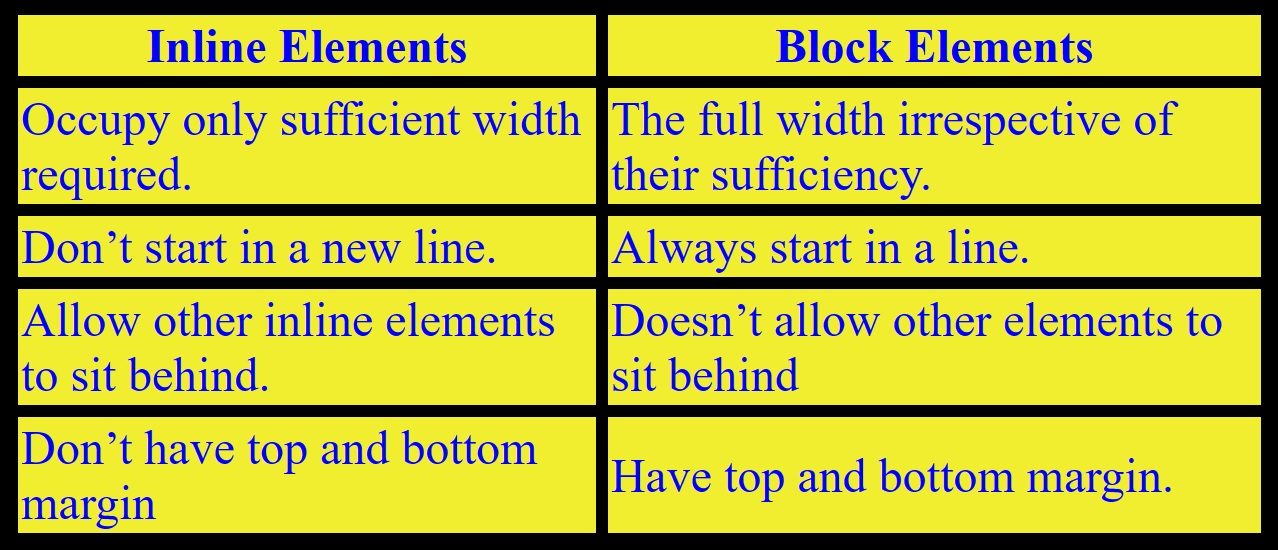 Inline Elements
Block Elements
Occupy only sufficient width
required.
The full width irrespective of
their sufficiency.
Don’t start in a new line.
Always start in a line.
Allow other inline elements
to sit behind.
Doesn’t allow other elements to
sit behind
Don’t have top and bottom
margin
Have top and bottom margin.